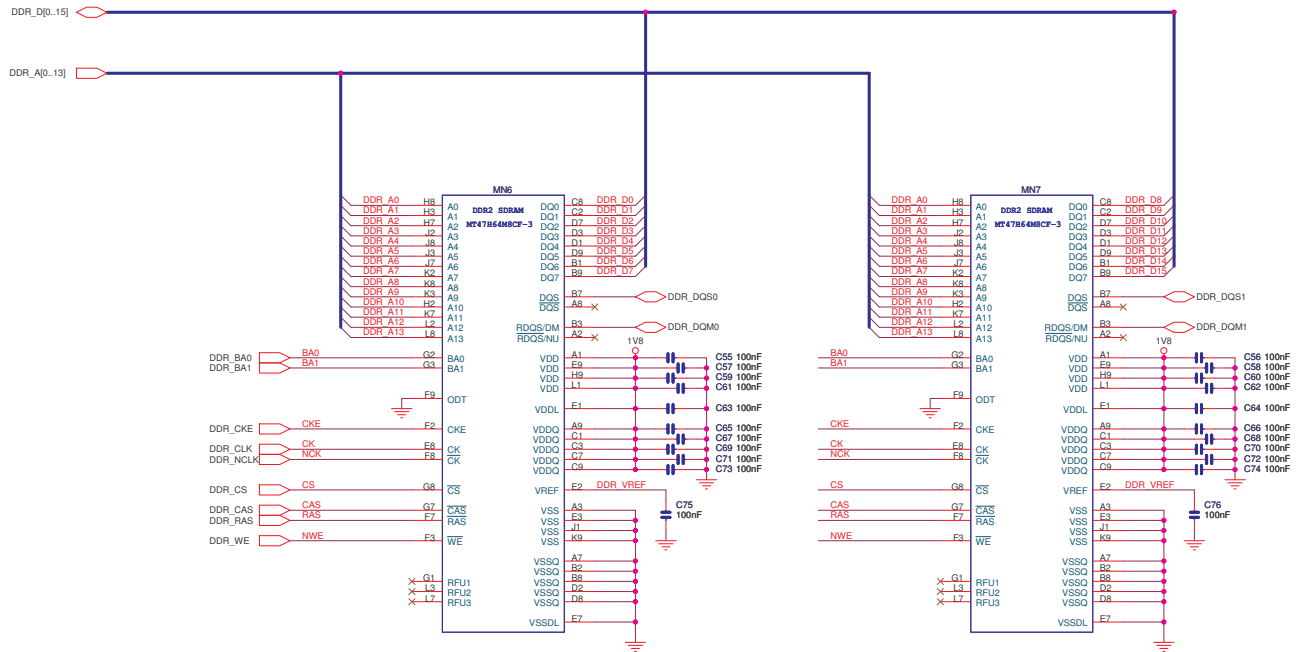 DDR_D[0..15]
DDR_A[0..13]
MN6
DDR2 SDRAM
MT47H64M8CF-3
DDR_A0 H8 A0
DDR_A1 H3 A1
DDR_A2 H7 A2
DDR_A3 J2 A3
DDR_A4 J8 A4
DDR_A5 J3 A5
DDR_A6 J7 A6
DDR_A7 K2 A7
DDR_A8 K8 A8
DDR_A9 K3 A9
DDR_A10 H2 A10
DDR_A11 K7 A11
DDR_A12 L2 A12
DDR_A13 L8 A13
DDR_BA0 BA0 G2 BA0
DDR_BA1 BA1 G3 BA1
F9 ODT
DDR_CKE CKE F2 CKE
DDR_CLK CK E8 CK
DDR_NCLK NCK F8 CK
DDR_CS CS G8 CS
DDR_CAS CAS G7 CAS
DDR_RAS RAS F7 RAS
DDR_WE NWE F3 WE
G1 RFU1
L3 RFU2
L7 RFU3
DQ0 C8 DDR_D0
DQ1 C2 DDR_D1
DQ2 D7 DDR_D2
DQ3 D3 DDR_D3
DQ4 D1 DDR_D4
DQ5 D9 DDR_D5
DQ6 B1 DDR_D6
DQ7 B9 DDR_D7
DQS B7 DDR_DQS0
DQS A8
RDQS/DM B3 DDR_DQM0
RDQS/NU A2
1V8
VDD A1 C55 100nF
VDD E9 C57 100nF
VDD H9 C59 100nF
VDD L1 C61 100nF
VDDL E1 C63 100nF
VDDQ A9 C65 100nF
VDDQ C1 C67 100nF
VDDQ C3 C69 100nF
VDDQ C7 C71 100nF
VDDQ C9 C73 100nF
VREF E2 DDR_VREF
C75
100nF
VSS A3
VSS E3
VSS J1
VSS K9
VSSQ A7
VSSQ B2
VSSQ B8
VSSQ D2
VSSQ D8
VSSDL E7
MN7
DDR2 SDRAM
MT47H64M8CF-3
DDR_A0 H8 A0
DDR_A1 H3 A1
DDR_A2 H7 A2
DDR_A3 J2 A3
DDR_A4 J8 A4
DDR_A5 J3 A5
DDR_A6 J7 A6
DDR_A7 K2 A7
DDR_A8 K8 A8
DDR_A9 K3 A9
DDR_A10 H2 A10
DDR_A11 K7 A11
DDR_A12 L2 A12
DDR_A13 L8 A13
BA0 G2 BA0
BA1 G3 BA1
F9 ODT
CKE F2 CKE
CK E8 CK
NCK F8 CK
CS G8 CS
CAS G7 CAS
RAS F7 RAS
NWE F3 WE
G1 RFU1
L3 RFU2
L7 RFU3
DQ0 C8 DDR_D8
DQ1 C2 DDR_D9
DQ2 D7 DDR_D10
DQ3 D3 DDR_D11
DQ4 D1 DDR_D12
DQ5 D9 DDR_D13
DQ6 B1 DDR_D14
DQ7 B9 DDR_D15
DQS B7 DDR_DQS1
DQS A8
RDQS/DM B3 DDR_DQM1
RDQS/NU A2
1V8
VDD A1 C56 100nF
VDD E9 C58 100nF
VDD H9 C60 100nF
VDD L1 C62 100nF
VDDL E1 C64 100nF
VDDQ A9 C66 100nF
VDDQ C1 C68 100nF
VDDQ C3 C70 100nF
VDDQ C7 C72 100nF
VDDQ C9 C74 100nF
VREF E2 DDR_VREF
C76
100nF
VSS A3
VSS E3
VSS J1
VSS K9
VSSQ A7
VSSQ B2
VSSQ B8
VSSQ D2
VSSQ D8
VSSDL E7